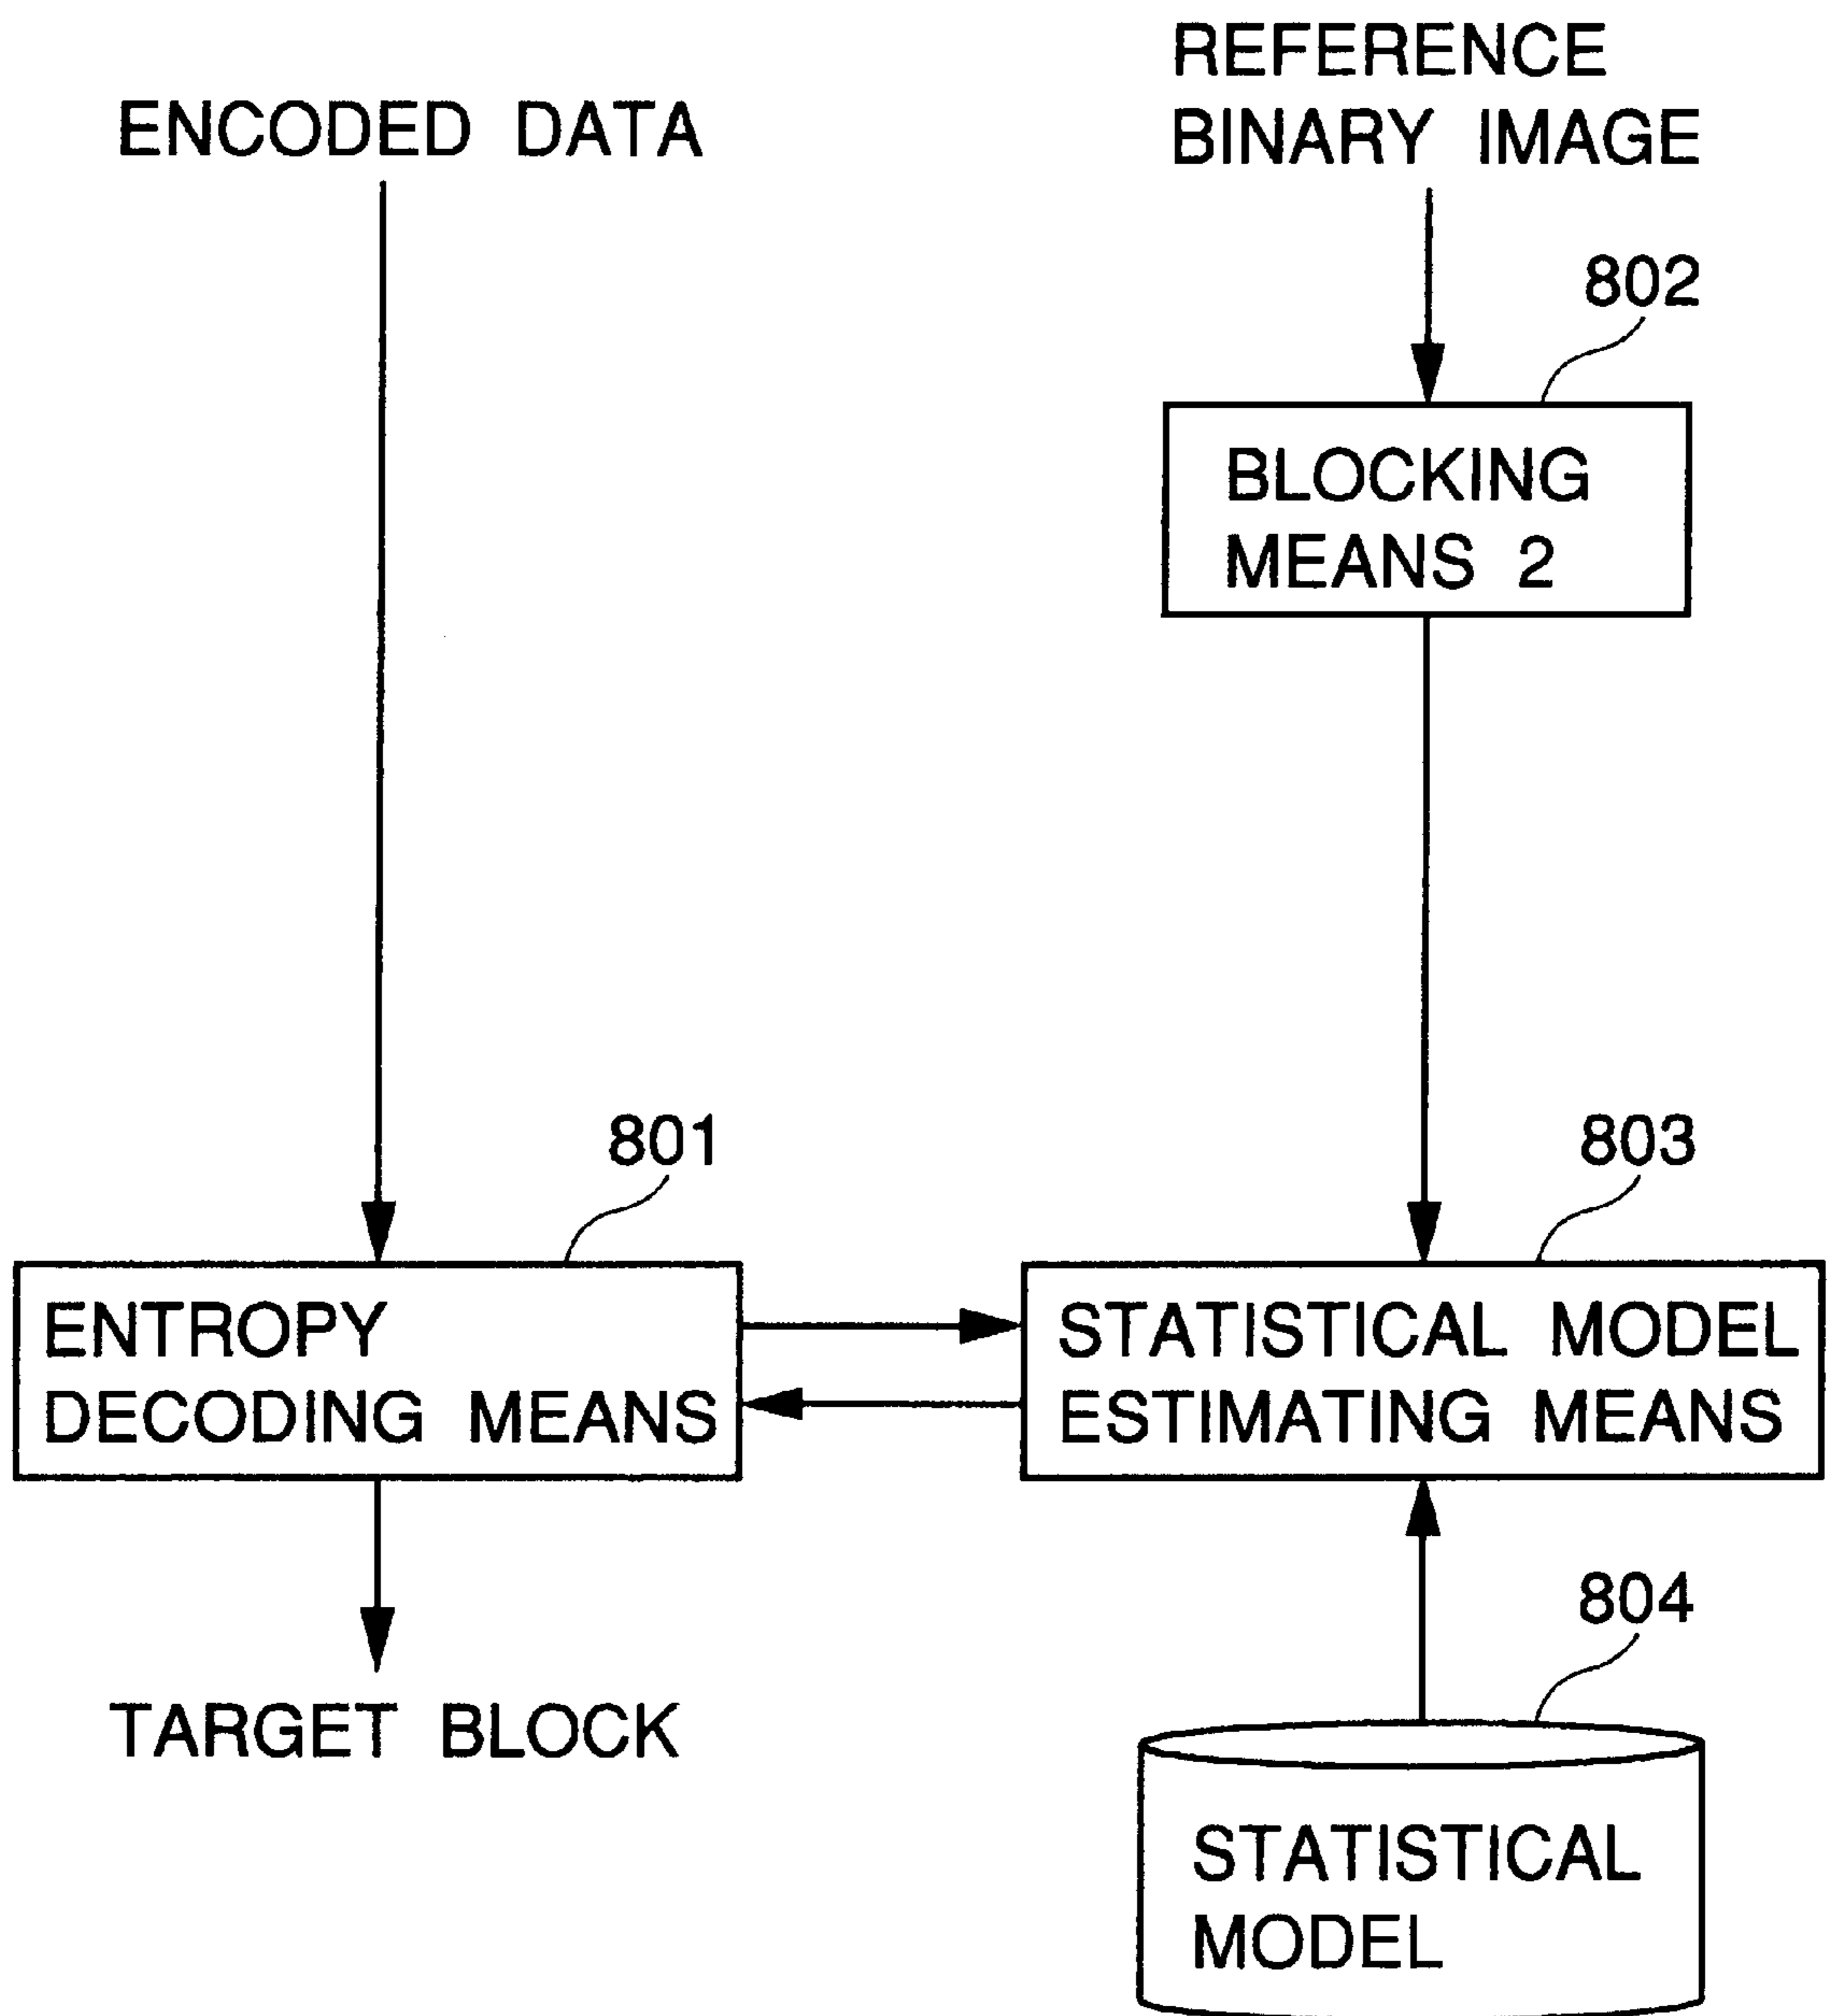 ENCODED DATA
REFERENCE
BINARY IMAGE
802
BLOCKING
MEANS 2
801
803
ENTROPY
DECODING MEANS
STATISTICAL MODEL
ESTIMATING MEANS
804
TARGET BLOCK
STATISTICAL
MODEL